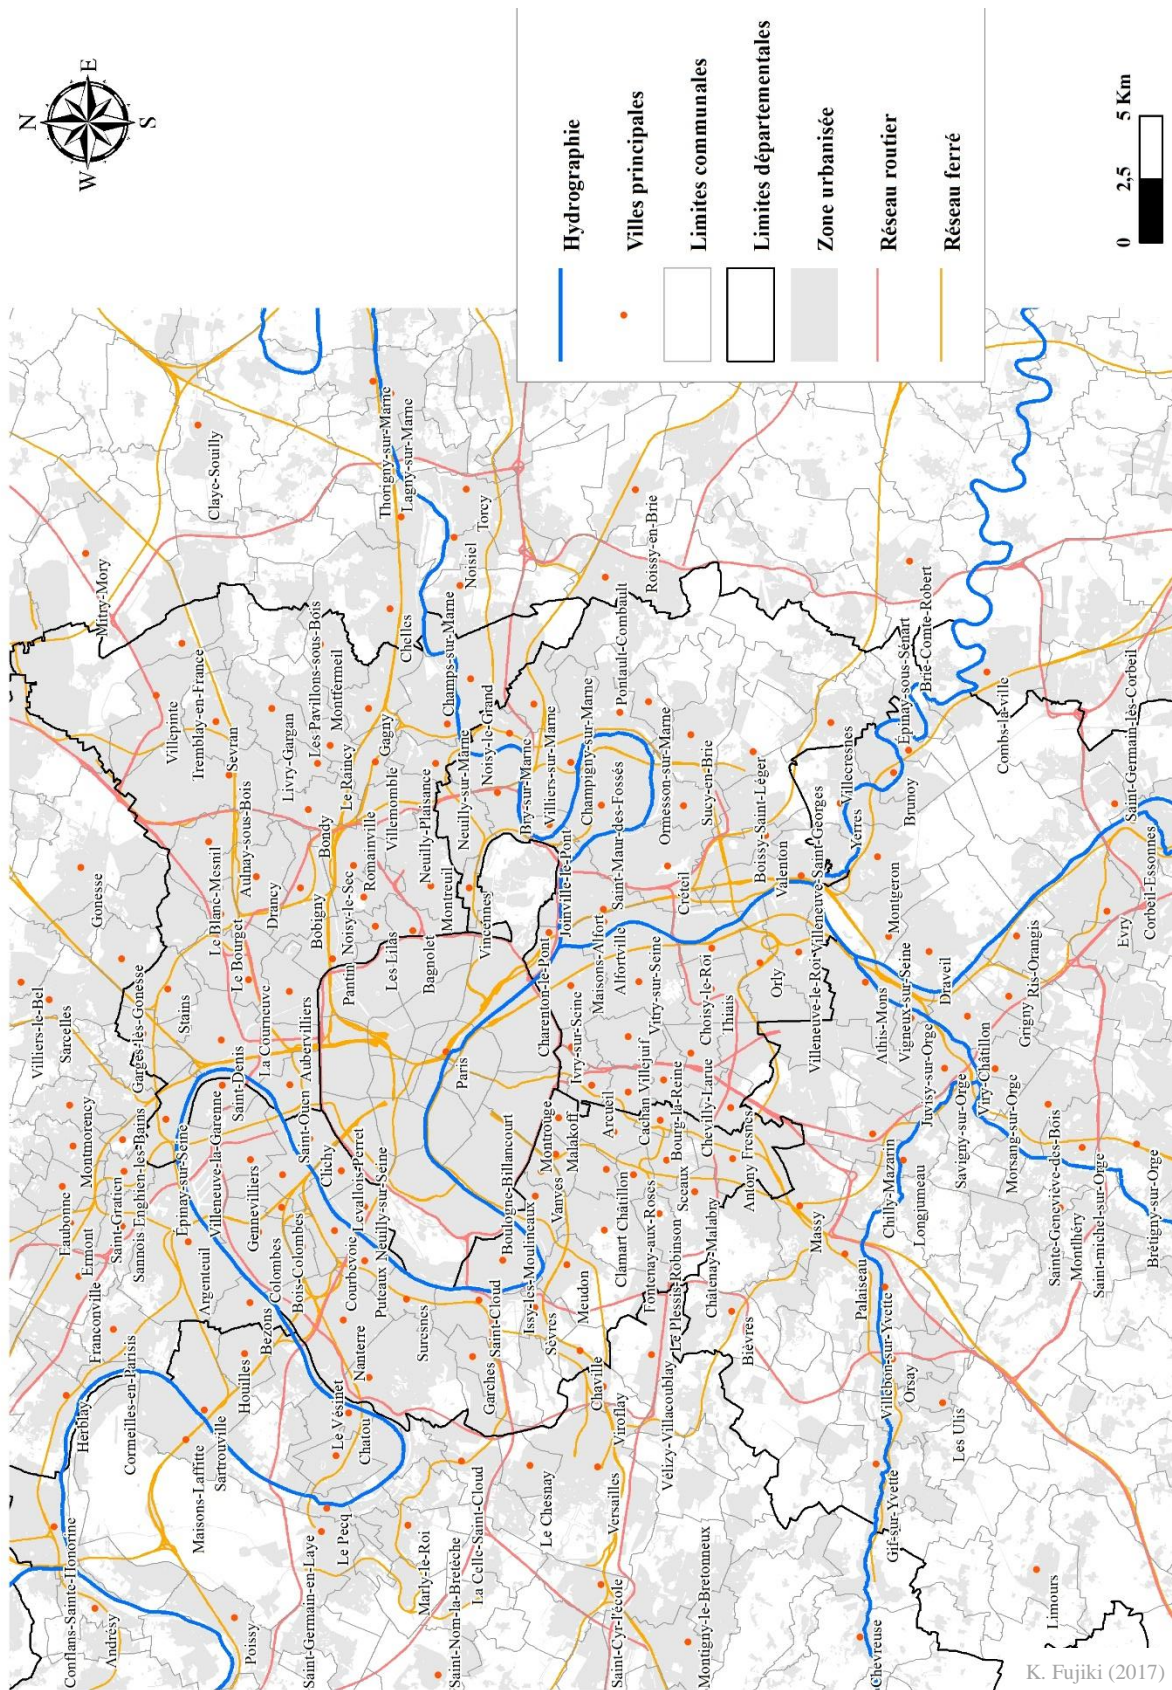 N
E
S
W
Hydrographie
Villes principales
Limites communales
Limites départementales
Zone urbanisée
Réseau routier
Réseau ferré
0
2,5
5 Km
Conflans-Sainte-Honorine
Andrésy
Poissy
Herblay
Cormeilles-en-Parisis
Maisons-Laffitte
Sartrouville
Houilles
Bezons
Saint-Germain-en-Laye
Le Pecq
Le Vésinet
Chatou
Marly-le-Roi
Saint-Nom-la-Bretèche
La Celle-Saint-Cloud
Le Chesnay
Versailles
Saint-Cyr-l'école
Montigny-le-Bretonneux
Viroflay
Vélizy-Villacoublay
Chaville
Franconville
Ermont
Eaubonne
Saint-Gratien
Sannois
Enghien-les-Bains
Montmorency
Sarcelles
Villiers-le-Bel
Garges-lès-Gonesse
Gonesse
Argenteuil
Épinay-sur-Seine
Villeneuve-la-Garenne
Gennevilliers
Colombes
Bois-Colombes
Courbevoie
Puteaux
Nanterre
Suresnes
Neuilly-sur-Seine
Levallois-Perret
Clichy
Saint-Ouen
Saint-Denis
Stains
La Courneuve
Aubervilliers
Le Bourget
Le Blanc-Mesnil
Aulnay-sous-Bois
Drancy
Bobigny
Pantin
Noisy-le-Sec
Les Lilas
Romainville
Bagnolet
Montreuil
Vincennes
Bondy
Le Raincy
Villemomble
Neuilly-Plaisance
Neuilly-sur-Marne
Livry-Gargan
Les Pavillons-sous-Bois
Montfermeil
Gagny
Sevran
Villepinte
Tremblay-en-France
Mitry-Mory
Claye-Souilly
Chelles
Champs-sur-Marne
Noisy-le-Grand
Thorigny-sur-Marne
Lagny-sur-Marne
Torcy
Noisiel
Bry-sur-Marne
Villiers-sur-Marne
Champigny-sur-Marne
Joinville-le-Pont
Saint-Maur-des-Fossés
Ormesson-sur-Marne
Sucy-en-Brie
Pontault-Combault
Roissy-en-Brie
Paris
Charenton-le-Pont
Ivry-sur-Seine
Maisons-Alfort
Alfortville
Vitry-sur-Seine
Créteil
Choisy-le-Roi
Thiais
Valenton
Boissy-Saint-Leger
Villeneuve-Saint-Georges
Villeneuve-le-Roi
Orly
Garches
Saint-Cloud
Boulogne-Billancourt
Issy-les-Moulineaux
Sèvres
Meudon
Vanves
Malakoff
Montrouge
Arcueil
Cachan
Villejuif
Bourg-la-Reine
Chevilly-Larue
Clamart
Châtillon
Fontenay-aux-Roses
Le Plessis-Robinson
Sceaux
Châtenay-Malabry
Antony
Fresnes
Bièvres
Massy
Palaiseau
Villebon-sur-Yvette
Orsay
Les Ulis
Gif-sur-Yvette
Chevreuse
Limours
Chilly-Mazarin
Longjumeau
Juvisy-sur-Orge
Savigny-sur-Orge
Viry-Châtillon
Morsang-sur-Orge
Sainte-Geneviève-des-Bois
Montlhéry
Saint-michel-sur-Orge
Brétigny-sur-Orge
Athis-Mons
Vigneux-sur-Seine
Draveil
Grigny
Ris-Orangis
Evry
Corbeil-Essonnes
Saint-Germain-lès-Corbeil
Montgeron
Yerres
Brunoy
Villecresnes
Épinay-sous-Sénart
Brie-Comte-Robert
Combs-la-ville
K. Fujiki (2017)